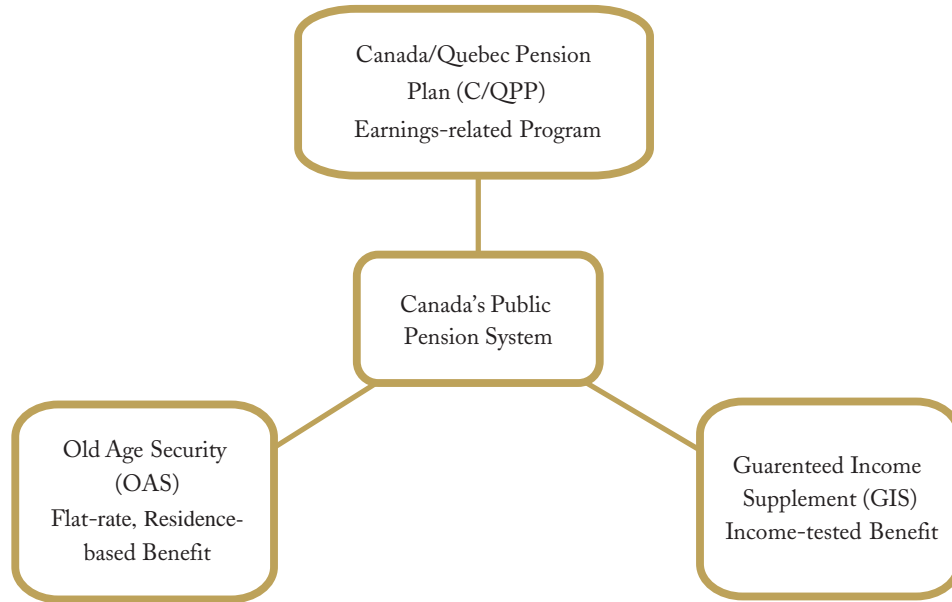 Canada/Quebec Pension
Plan (C/QPP)
Earnings-related Program
Canada’s Public
Pension System
Old Age Security
(OAS)
Flat-rate, Residence-
based Benefit
Guarenteed Income
Supplement (GIS)
Income-tested Benefit